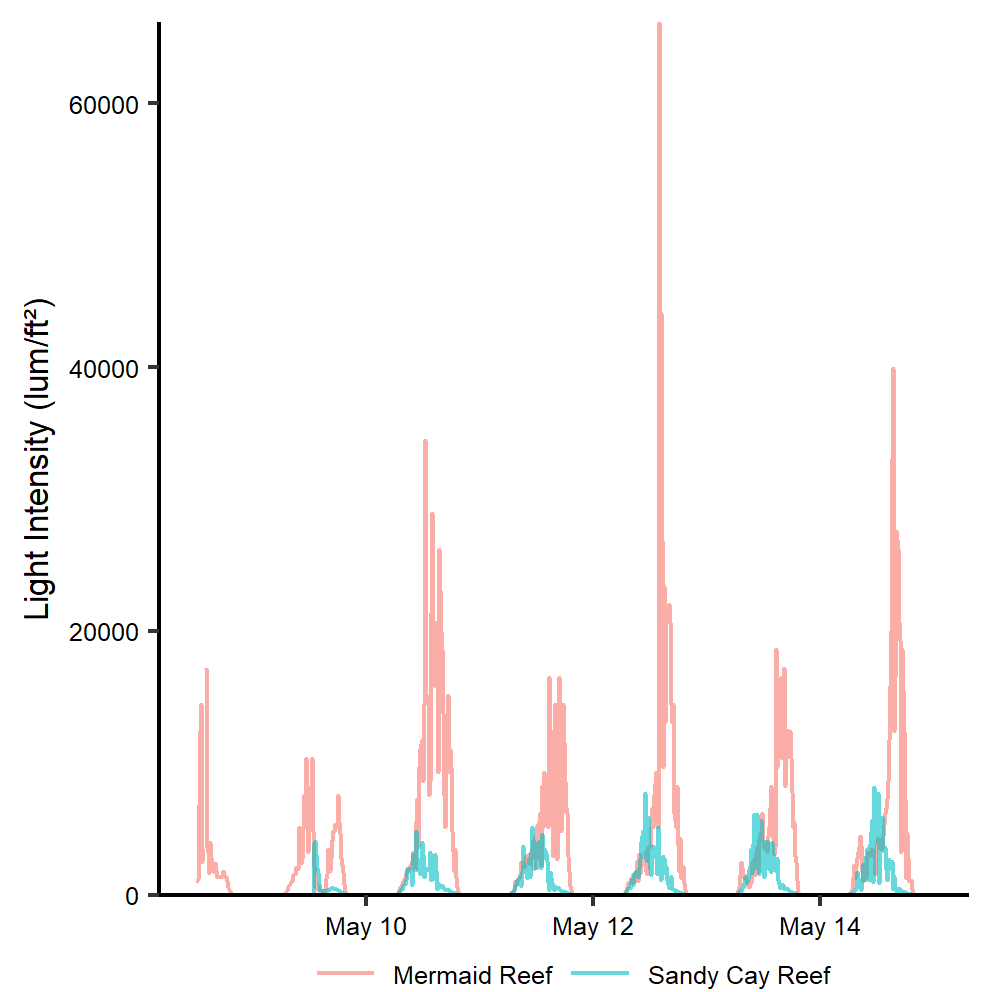 Light Intensity (lum/ft²)
60000
40000
20000
0
May 10 May 12 May 14
Mermaid Reef Sandy Cay Reef